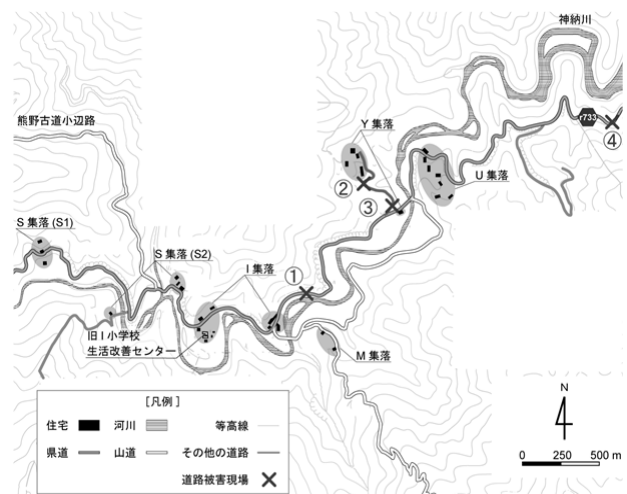 神納川
r733
④
熊野古道小辺路
Y 集落
②
③
U 集落
S 集落 (S1)
S 集落 (S2)
I 集落
①
旧 I 小学校
生活改善センター
M 集落
[凡例]
住宅 河川 等高線
県道 山道 その他の道路
道路被害現場
N
0 250 500 m